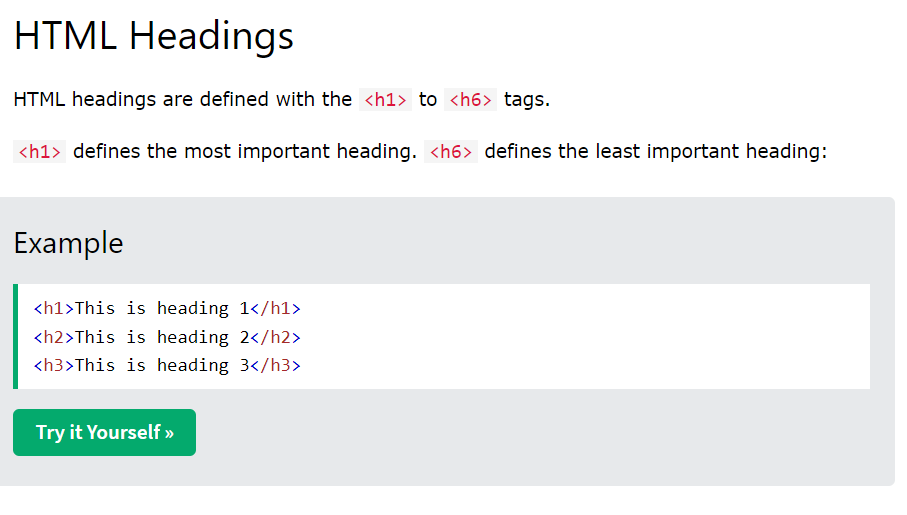 HTML Headings
HTML headings are defined with the <h1> to <h6> tags.
<h1> defines the most important heading. <h6> defines the least important heading:
Example
<h1>This is heading 1</h1>
<h2>This is heading 2</h2>
<h3>This is heading 3</h3>
Try it Yourself »